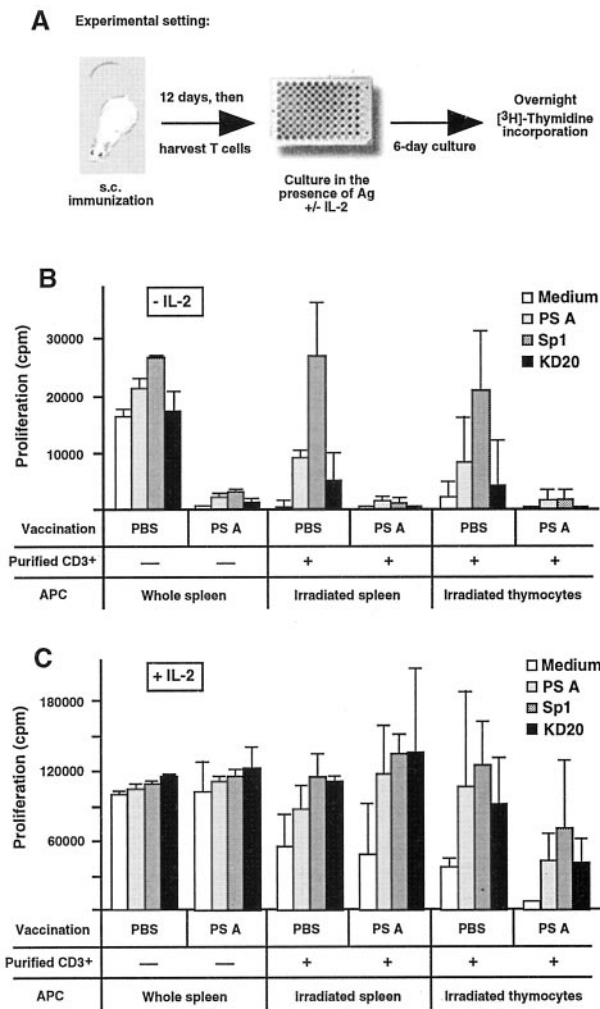 A Experimental setting:
12 days, then
harvest T cells
s.c.
immunization
Culture in the
presence of Ag
+/- IL-2
6-day culture
Overnight
[³H]-Thymidine
incorporation
B
- IL-2
Medium
PS A
Sp1
KD20
Proliferation (cpm)
30000
20000
10000
Vaccination PBS PS A PBS PS A PBS PS A
Purified CD3+ — — + + + +
APC Whole spleen Irradiated spleen Irradiated thymocytes
C
+ IL-2
Medium
PS A
Sp1
KD20
Proliferation (cpm)
180000
120000
60000
Vaccination PBS PS A PBS PS A PBS PS A
Purified CD3+ — — + + + +
APC Whole spleen Irradiated spleen Irradiated thymocytes